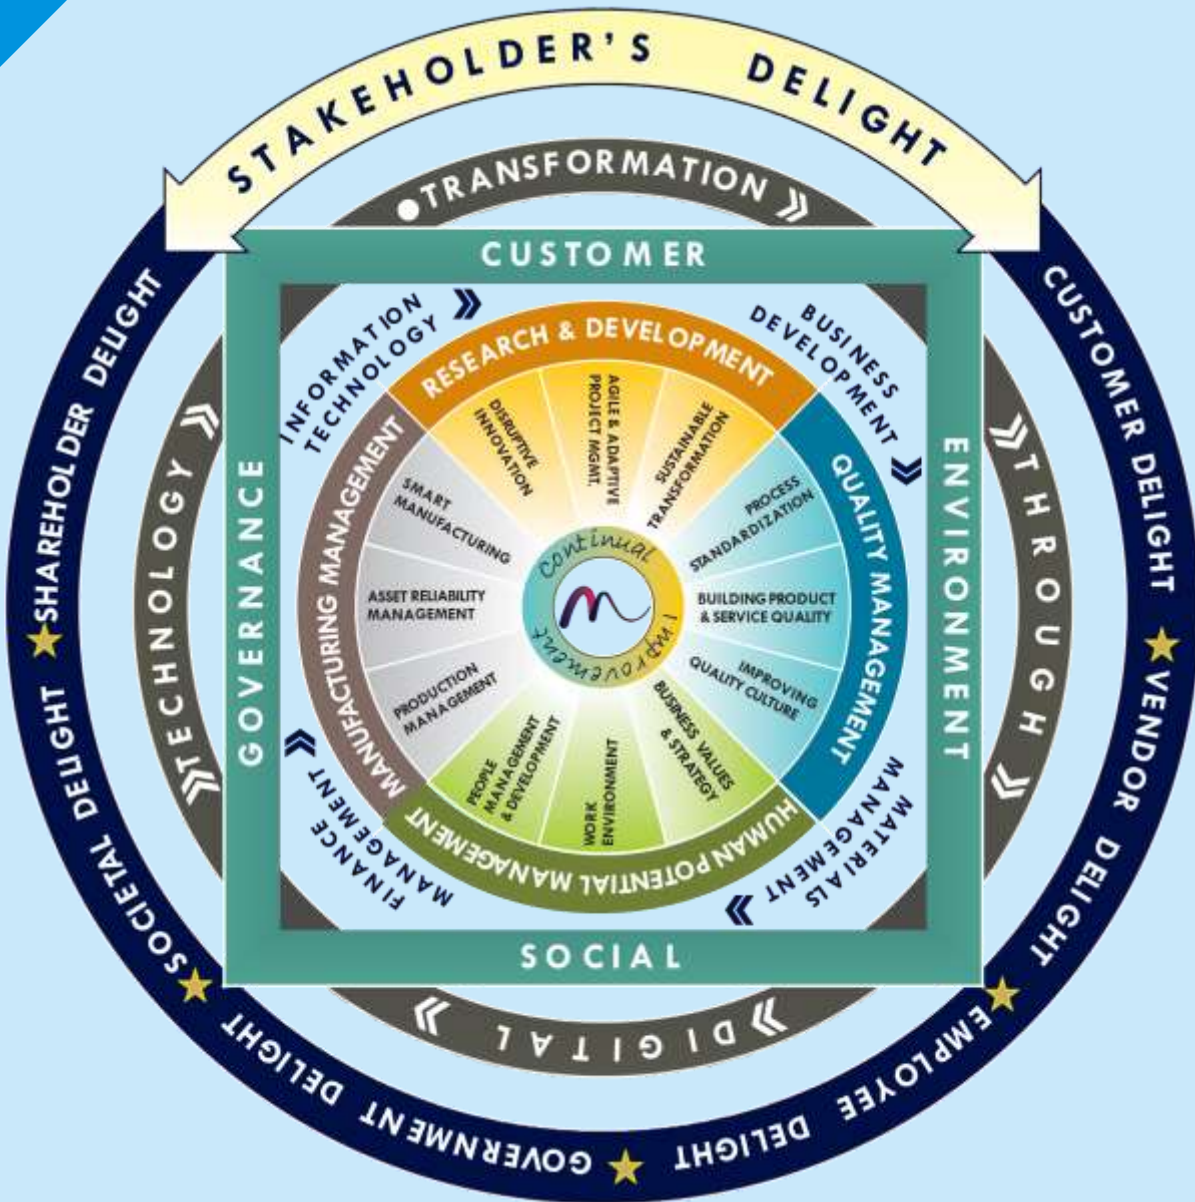 STAKEHOLDER'S DELIGHT
TRANSFORMATION
THROUGH
DIGITAL
TECHNOLOGY
CUSTOMER
ENVIRONMENT
SOCIAL
GOVERNANCE
CUSTOMER DELIGHT
VENDOR DELIGHT
EMPLOYEE DELIGHT
GOVERNMENT DELIGHT
SOCIETAL DELIGHT
SHAREHOLDER DELIGHT
INFORMATION
TECHNOLOGY
BUSINESS
DEVELOPMENT
MATERIALS
MANAGEMENT
FINANCE
MANAGEMENT
RESEARCH & DEVELOPMENT
DISRUPTIVE
INNOVATION
AGILE & ADAPTIVE
PROJECT MGMT.
SUSTAINABLE
TRANSFORMATION
QUALITY MANAGEMENT
PROCESS
STANDARDIZATION
BUILDING PRODUCT
& SERVICE QUALITY
IMPROVING
QUALITY CULTURE
HUMAN POTENTIAL MANAGEMENT
BUSINESS VALUES
& STRATEGY
WORK
ENVIRONMENT
PEOPLE
MANAGEMENT
& DEVELOPMENT
MANUFACTURING MANAGEMENT
PRODUCTION
MANAGEMENT
ASSET RELIABILITY
MANAGEMENT
SMART
MANUFACTURING
continual
Improvement